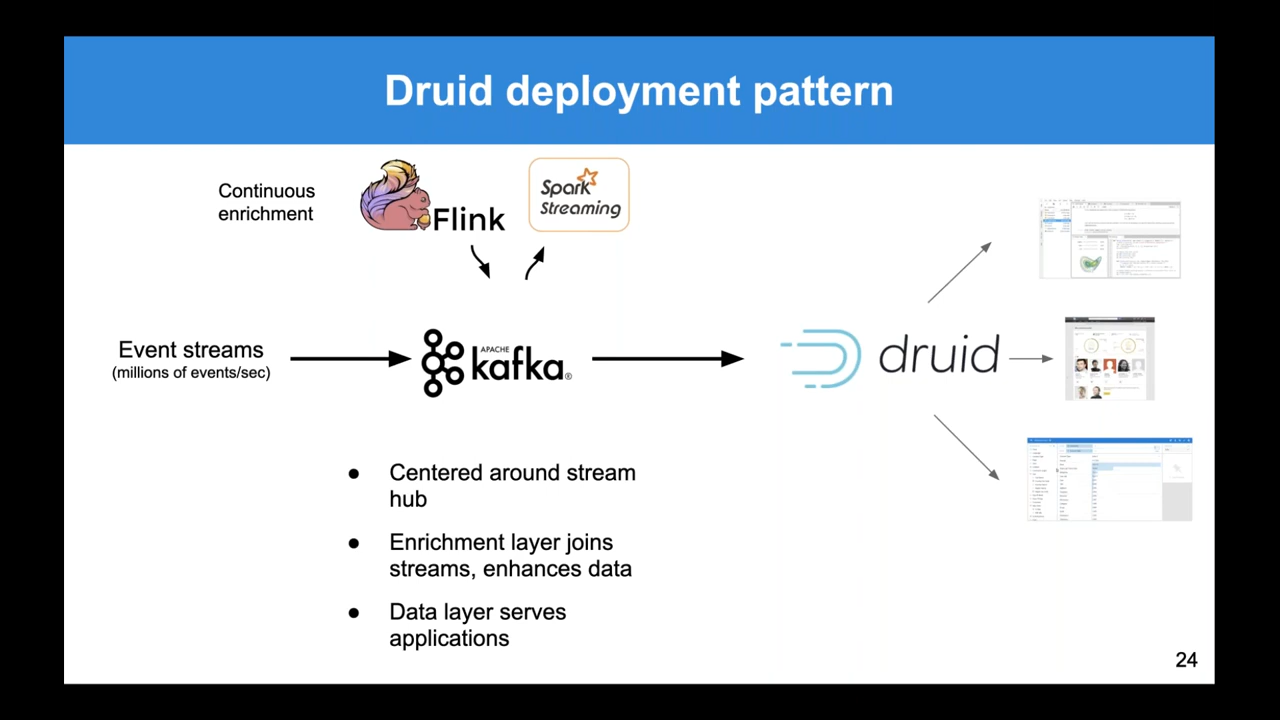 Druid deployment pattern
Continuous
enrichment
Flink
Spark
Streaming
Event streams
(millions of events/sec)
APACHE
kafka®
druid
● Centered around stream
hub
● Enrichment layer joins
streams, enhances data
● Data layer serves
applications
24